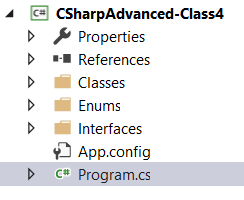 C# CSharpAdvanced-Class4
Properties
References
Classes
Enums
Interfaces
App.config
C# Program.cs